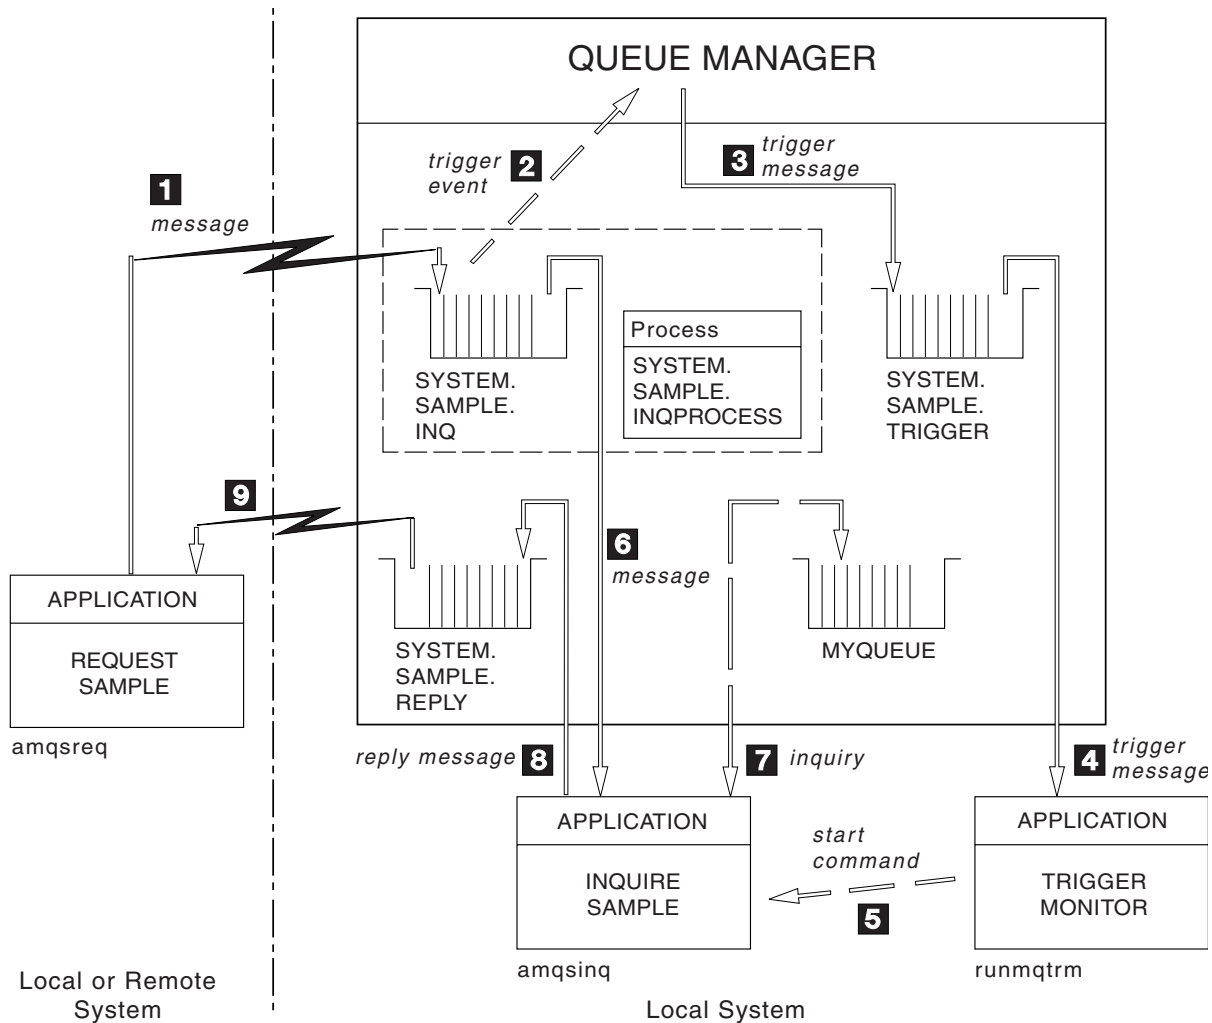 QUEUE MANAGER
1
message
trigger
event
2
3
trigger
message
SYSTEM.
SAMPLE.
INQ
Process
SYSTEM.
SAMPLE.
INQPROCESS
SYSTEM.
SAMPLE.
TRIGGER
9
6
message
APPLICATION
REQUEST
SAMPLE
amqsreq
SYSTEM.
SAMPLE.
REPLY
MYQUEUE
reply message
8
7
inquiry
4
trigger
message
APPLICATION
INQUIRE
SAMPLE
amqsinq
start
command
5
APPLICATION
TRIGGER
MONITOR
runmqtrm
Local or Remote
System
Local System